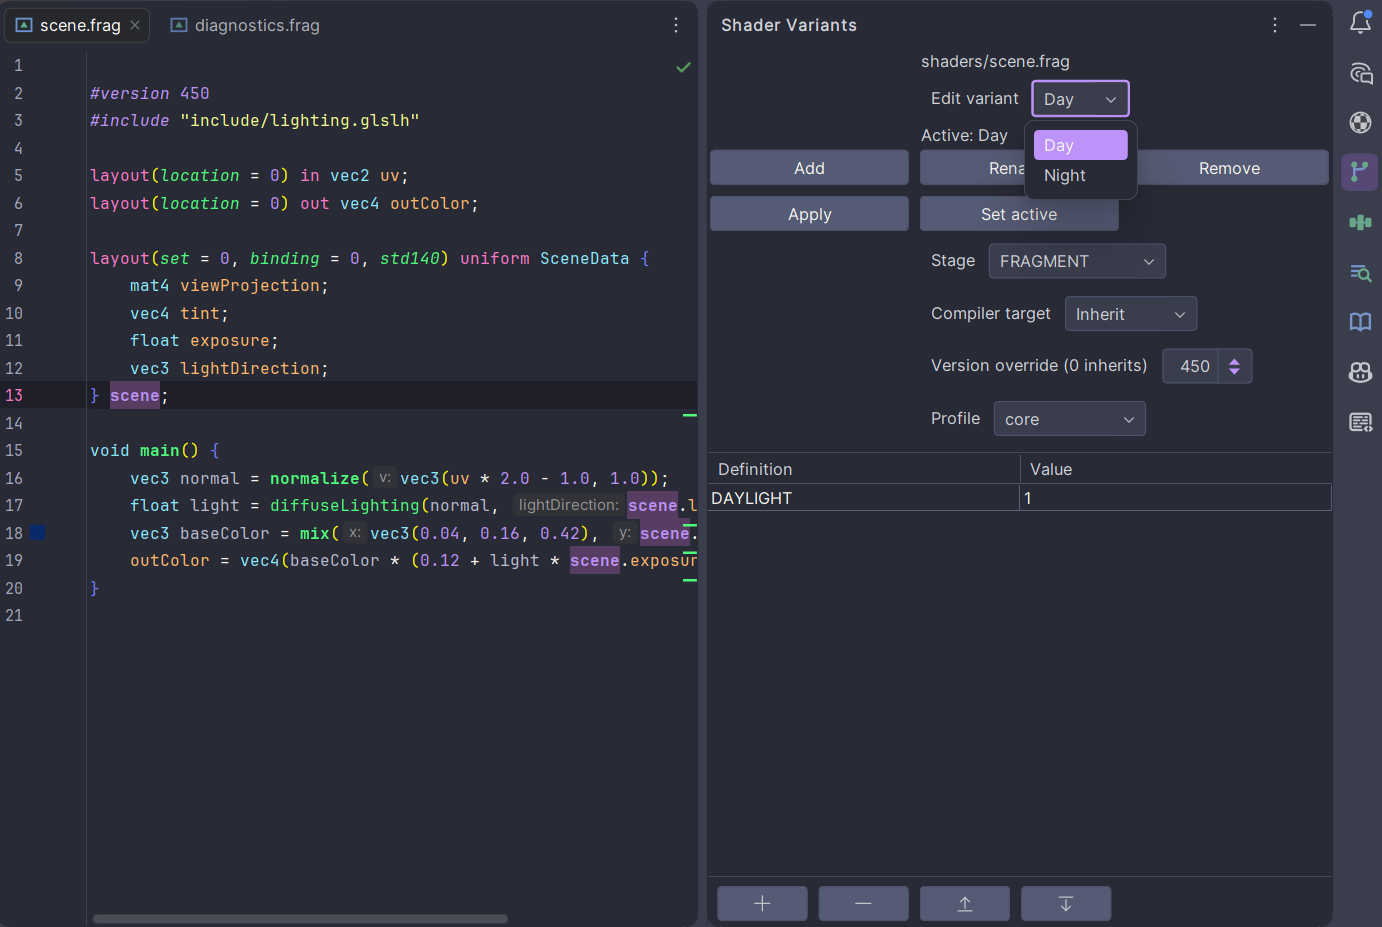 scene.frag
diagnostics.frag
1
2 #version 450
3 #include "include/lighting.glslh"
4
5 layout(location = 0) in vec2 uv;
6 layout(location = 0) out vec4 outColor;
7
8 layout(set = 0, binding = 0, std140) uniform SceneData {
9 mat4 viewProjection;
10 vec4 tint;
11 float exposure;
12 vec3 lightDirection;
13 } scene;
14
15 void main() {
16 vec3 normal = normalize( v: vec3(uv * 2.0 - 1.0, 1.0));
17 float light = diffuseLighting(normal, lightDirection: scene.l
18 vec3 baseColor = mix( x: vec3(0.04, 0.16, 0.42), y: scene.
19 outColor = vec4(baseColor * (0.12 + light * scene.exposur
20 }
21
Shader Variants
shaders/scene.frag
Edit variant Day
Active: Day
Day
Night
Add Rena Remove
Apply Set active
Stage FRAGMENT
Compiler target Inherit
Version override (0 inherits) 450
Profile core
Definition Value
DAYLIGHT 1